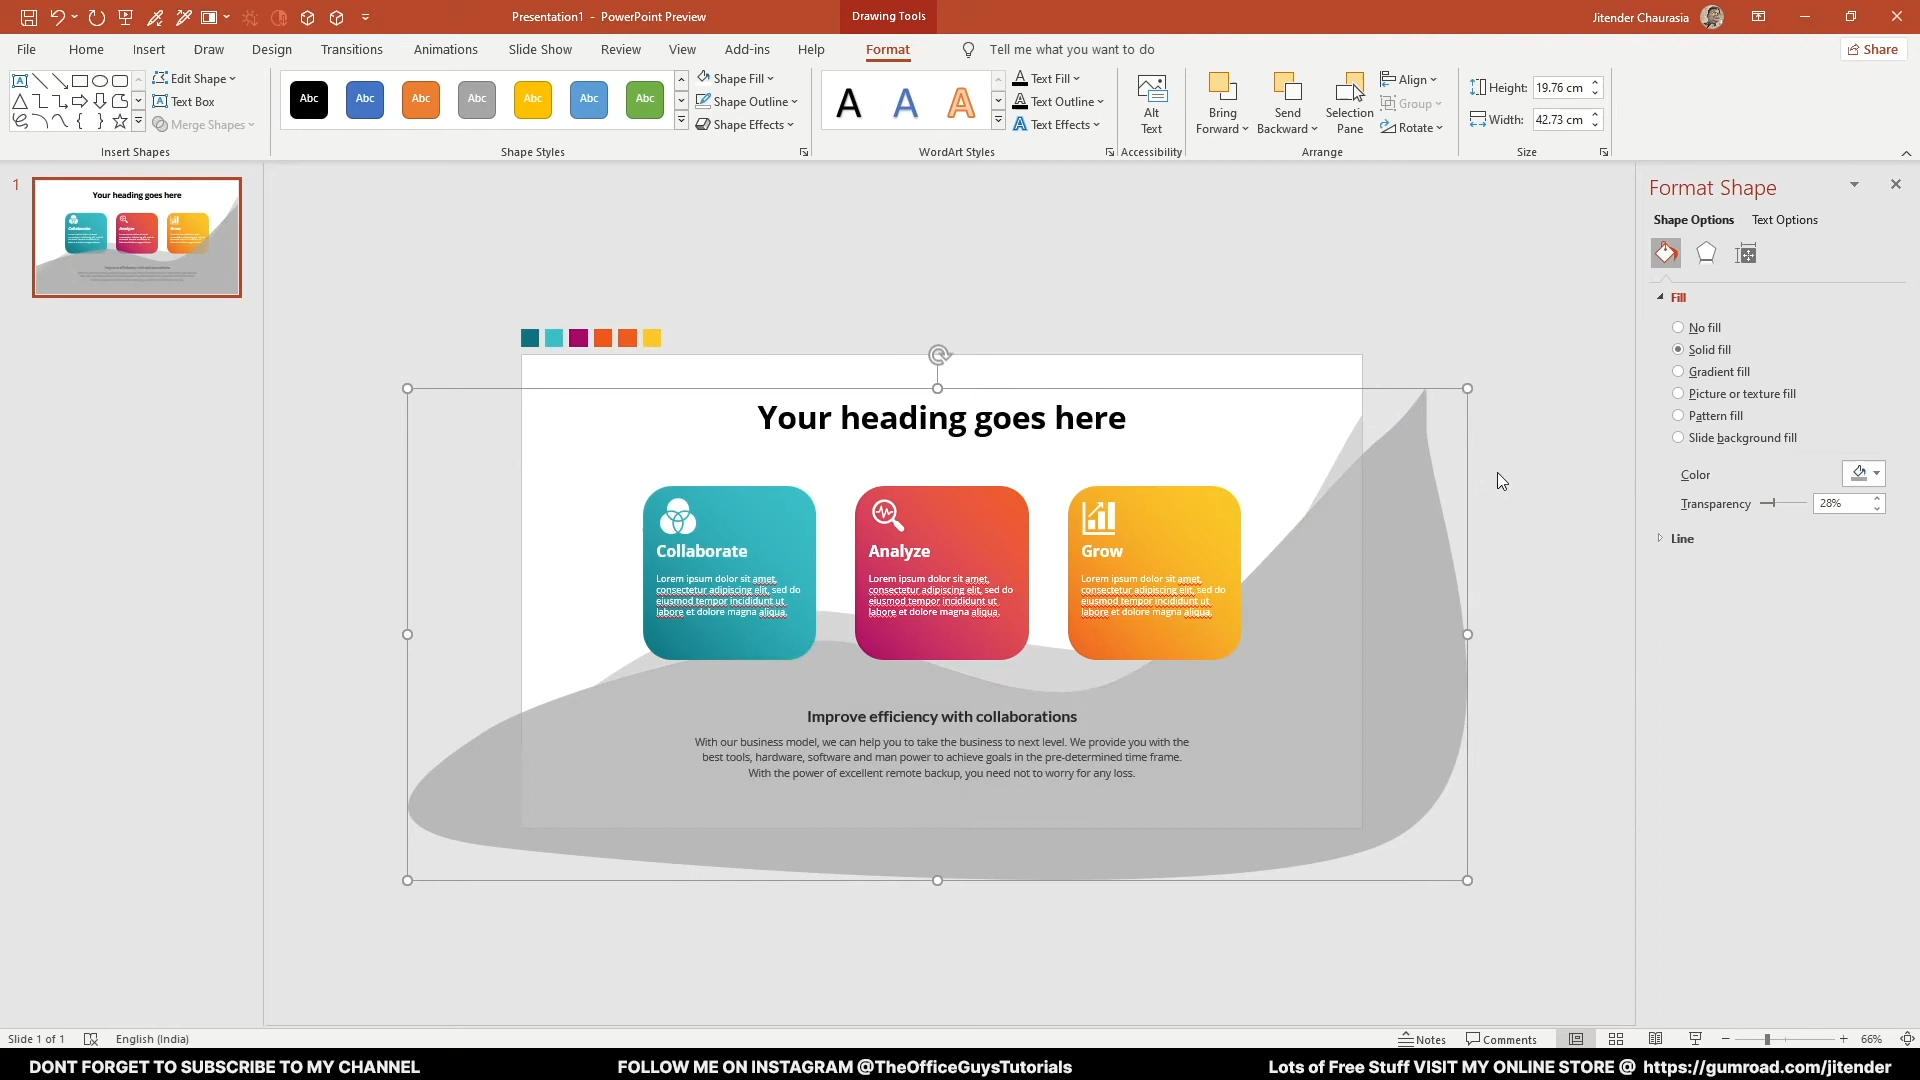 Presentation1 - PowerPoint Preview
Drawing Tools
Jitender Chaurasia
File Home Insert Draw Design Transitions Animations Slide Show Review View Add-ins Help Format Tell me what you want to do Share
Edit Shape
Text Box
Merge Shapes
Insert Shapes
Abc Abc Abc Abc Abc Abc Abc
Shape Fill
Shape Outline
Shape Effects
Shape Styles
A A A
Text Fill
Text Outline
Text Effects
WordArt Styles
Alt
Text
Accessibility
Bring
Forward
Send
Backward
Selection
Pane
Align
Group
Rotate
Arrange
Height: 19.76 cm
Width: 42.73 cm
Size
1
Your heading goes here
Collaborate
Analyze
Grow
Your heading goes here
Collaborate
Lorem ipsum dolor sit amet,
consectetur adipiscing elit, sed do
eiusmod tempor incididunt ut
labore et dolore magna aliqua.
Analyze
Lorem ipsum dolor sit amet,
consectetur adipiscing elit, sed do
eiusmod tempor incididunt ut
labore et dolore magna aliqua.
Grow
Lorem ipsum dolor sit amet,
consectetur adipiscing elit, sed do
eiusmod tempor incididunt ut
labore et dolore magna aliqua.
Improve efficiency with collaborations
With our business model, we can help you to take the business to next level. We provide you with the
best tools, hardware, software and man power to achieve goals in the pre-determined time frame.
With the power of excellent remote backup, you need not to worry for any loss.
Format Shape
Shape Options Text Options
Fill
No fill
Solid fill
Gradient fill
Picture or texture fill
Pattern fill
Slide background fill
Color
Transparency 28%
Line
Slide 1 of 1 English (India) Notes Comments 66%
DONT FORGET TO SUBSCRIBE TO MY CHANNEL
FOLLOW ME ON INSTAGRAM @TheOfficeGuysTutorials
Lots of Free Stuff VISIT MY ONLINE STORE @ https://gumroad.com/jitender